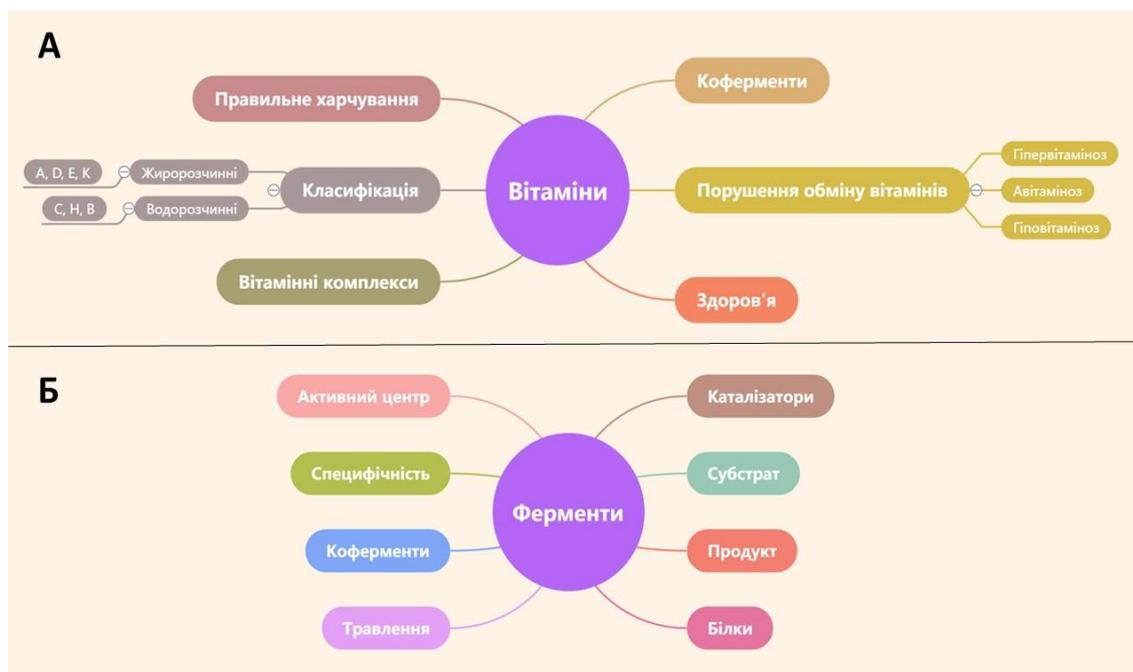 А
Правильне харчування
Коферменти
A, D, E, K
Жиророзчинні
Класифікація
C, H, B
Водорозчинні
Вітаміни
Порушення обміну вітамінів
Гіпервітаміноз
Авітаміноз
Гіповітаміноз
Вітамінні комплекси
Здоров'я
Б
Активний центр
Каталізатори
Специфічність
Субстрат
Ферменти
Коферменти
Продукт
Травлення
Білки